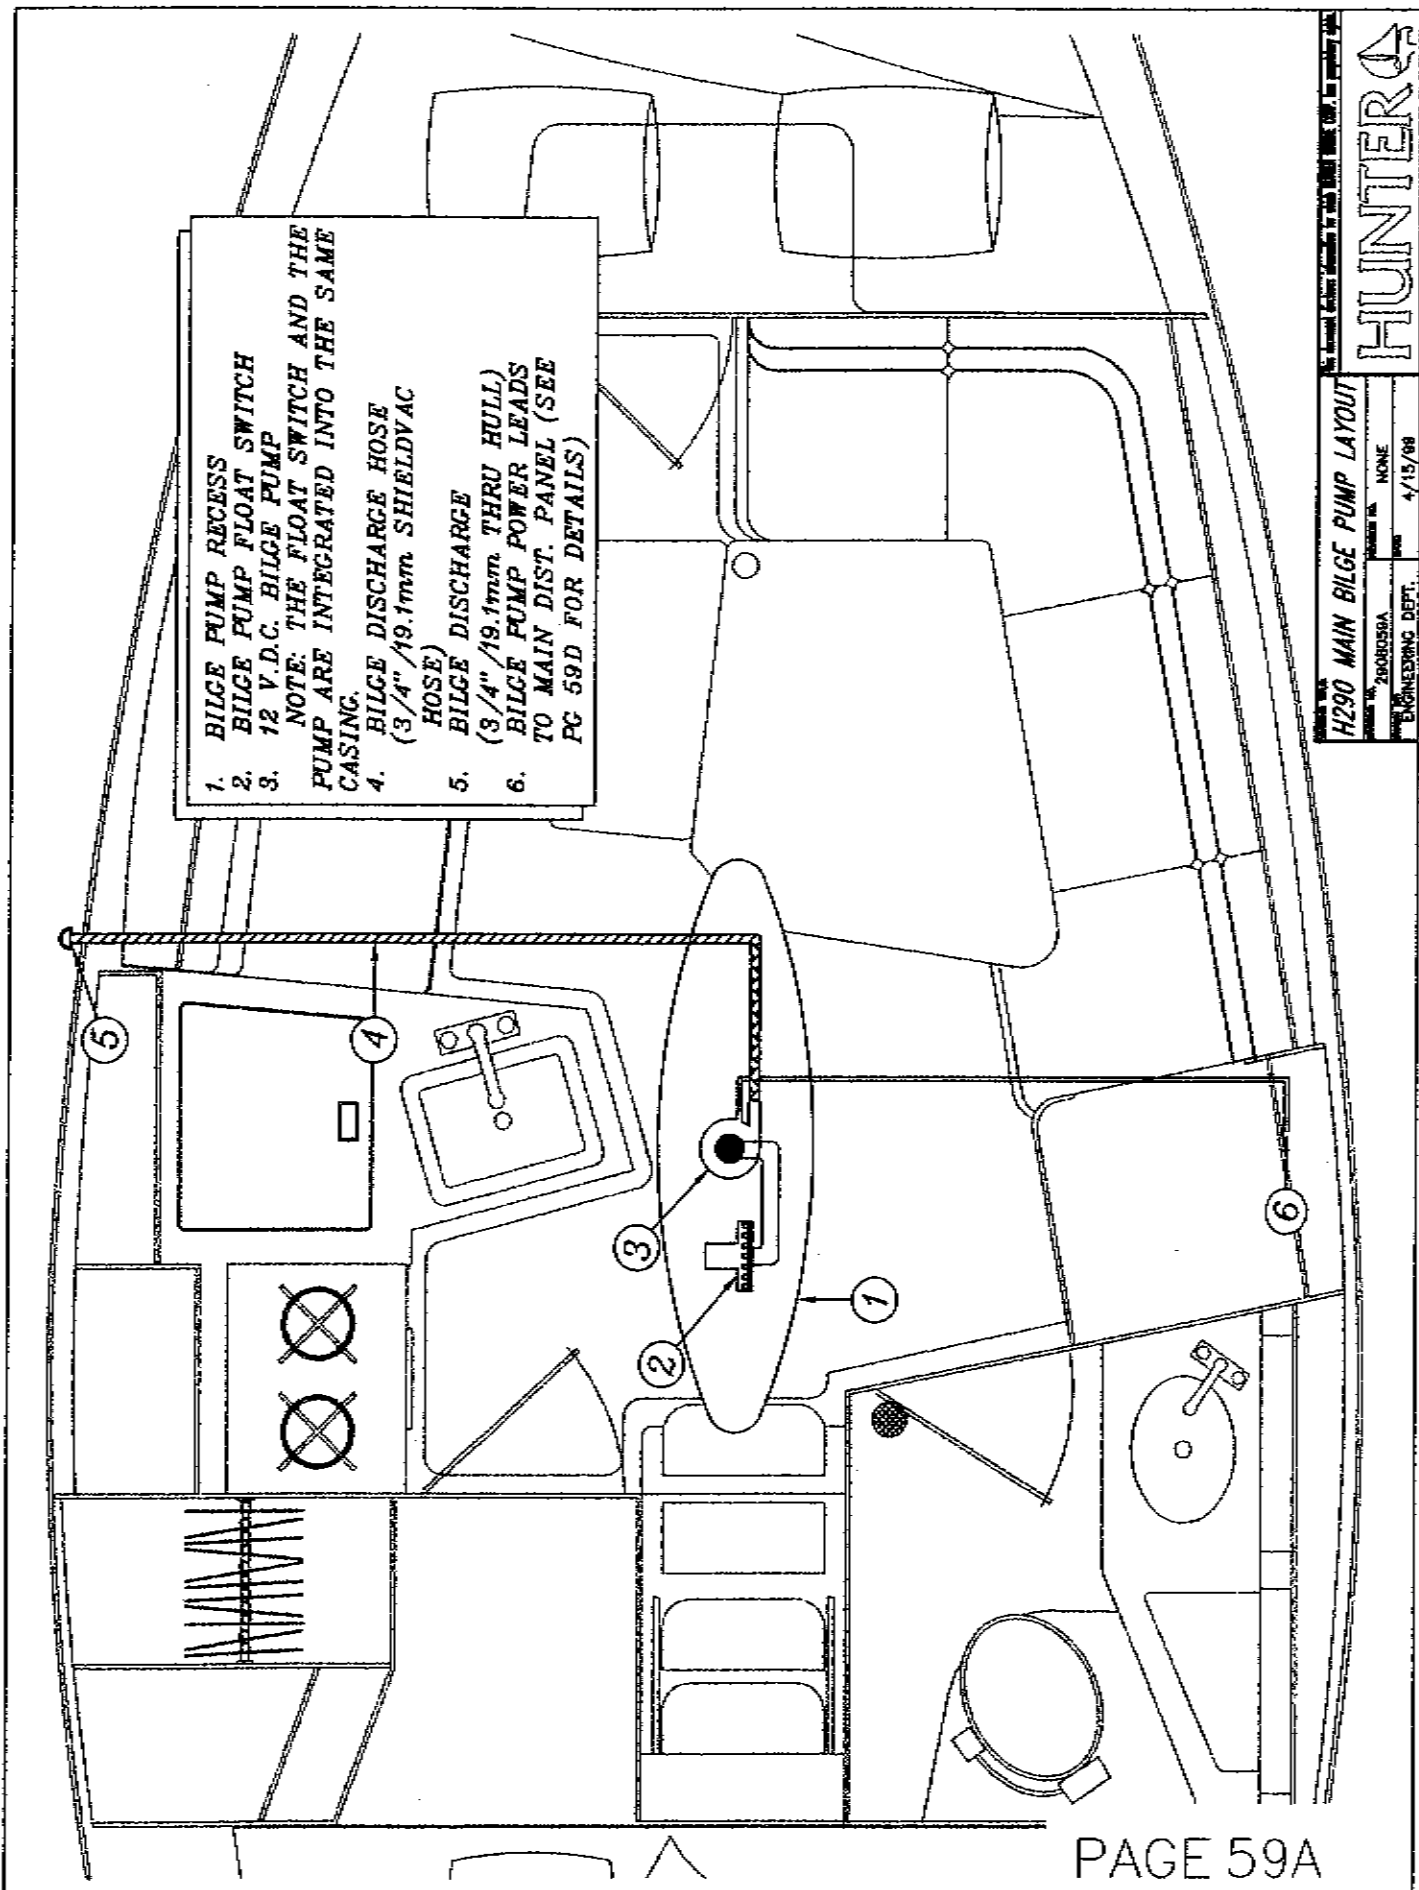 1. BILGE PUMP RECESS
2. BILGE PUMP FLOAT SWITCH
3. 12 V.D.C. BILGE PUMP
NOTE: THE FLOAT SWITCH AND THE
PUMP ARE INTEGRATED INTO THE SAME
CASING.
4. BILGE DISCHARGE HOSE
(3/4"/19.1mm SHIELDVAC
HOSE)
5. BILGE DISCHARGE
(3/4"/19.1mm THRU HULL)
6. BILGE PUMP POWER LEADS
TO MAIN DIST. PANEL (SEE
PG 59D FOR DETAILS)
5
4
3
2
1
6
H290 MAIN BILGE PUMP LAYOUT
NONE
ENGINEERING DEPT.
4/15/99
HUNTER
PAGE 59A